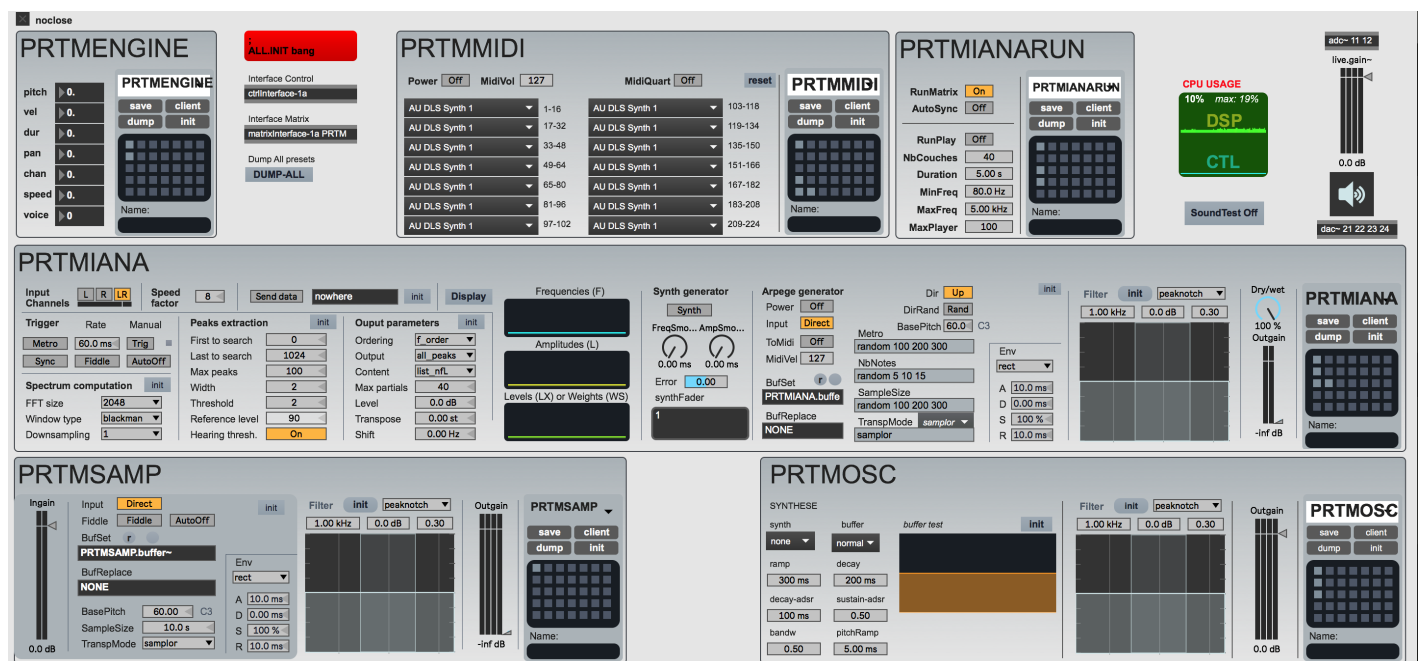 noclose
PRTMENGINE
pitch 0.
vel 0.
dur 0.
pan 0.
chan 0.
speed 0.
voice 0
PRTMENGINE
save client
dump init
Name:
;
ALL.INIT bang
Interface Control
ctrlInterface-1a
Interface Matrix
matrixInterface-1a PRTM
Dump All presets
DUMP-ALL
PRTMMIDI
Power Off MidiVol 127 MidiQuart Off reset
AU DLS Synth 1 1-16 AU DLS Synth 1 103-118
AU DLS Synth 1 17-32 AU DLS Synth 1 119-134
AU DLS Synth 1 33-48 AU DLS Synth 1 135-150
AU DLS Synth 1 49-64 AU DLS Synth 1 151-166
AU DLS Synth 1 65-80 AU DLS Synth 1 167-182
AU DLS Synth 1 81-96 AU DLS Synth 1 183-208
AU DLS Synth 1 97-102 AU DLS Synth 1 209-224
PRTMMIDI
save client
dump init
Name:
PRTMIANARUN
RunMatrix On
AutoSync Off
RunPlay Off
NbCouches 40
Duration 5.00 s
MinFreq 80.0 Hz
MaxFreq 5.00 kHz
MaxPlayer 100
PRTMIANARUN
save client
dump init
Name:
CPU USAGE
10% max: 19%
DSP
CTL
SoundTest Off
adc~ 11 12
live.gain~
0.0 dB
dac~ 21 22 23 24
PRTMIANA
Input Channels L R LR
Speed factor 8
Send data nowhere init Display
Trigger Rate Manual
Metro 60.0 ms Trig
Sync Fiddle AutoOff
Spectrum computation init
FFT size 2048
Window type blackman
Downsampling 1
Peaks extraction init
First to search 0
Last to search 1024
Max peaks 100
Width 2
Threshold 2
Reference level 90
Hearing thresh. On
Ouput parameters init
Ordering f_order
Output all_peaks
Content list_nfL
Max partials 40
Level 0.0 dB
Transpose 0.00 st
Shift 0.00 Hz
Frequencies (F)
Amplitudes (L)
Levels (LX) or Weights (WS)
Synth generator
Synth
FreqSmo... AmpSmo...
0.00 ms 0.00 ms
Error 0.00
synthFader
1
Arpege generator
Power Off
Input Direct
ToMidi Off
MidiVel 127
BufSet r
PRTMIANA.buffe
BufReplace
NONE
Dir Up
DirRand Rand
BasePitch 60.0 C3
Metro
random 100 200 300
NbNotes
random 5 10 15
SampleSize
random 100 200 300
TranspMode samplor
samplor
init
Env
rect
A 10.0 ms
D 0.00 ms
S 100 %
R 10.0 ms
Filter init peaknotch
1.00 kHz 0.0 dB 0.30
Dry/wet
100 %
Outgain
-inf dB
PRTMIANA
save client
dump init
Name:
PRTMSAMP
Ingain
0.0 dB
Input Direct
Fiddle Fiddle AutoOff
BufSet r
PRTMSAMP.buffer~
BufReplace
NONE
BasePitch 60.00 C3
SampleSize 10.0 s
TranspMode samplor
init
Env
rect
A 10.0 ms
D 0.00 ms
S 100 %
R 10.0 ms
Filter init peaknotch
1.00 kHz 0.0 dB 0.30
Outgain
-inf dB
PRTMSAMP
save client
dump init
Name:
PRTMOSC
SYNTHESE
synth buffer buffer test init
none normal
ramp decay
300 ms 200 ms
decay-adsr sustain-adsr
100 ms 0.50
bandw pitchRamp
0.50 5.00 ms
Filter init peaknotch
1.00 kHz 0.0 dB 0.30
Outgain
0.0 dB
PRTMOSC
save client
dump init
Name: